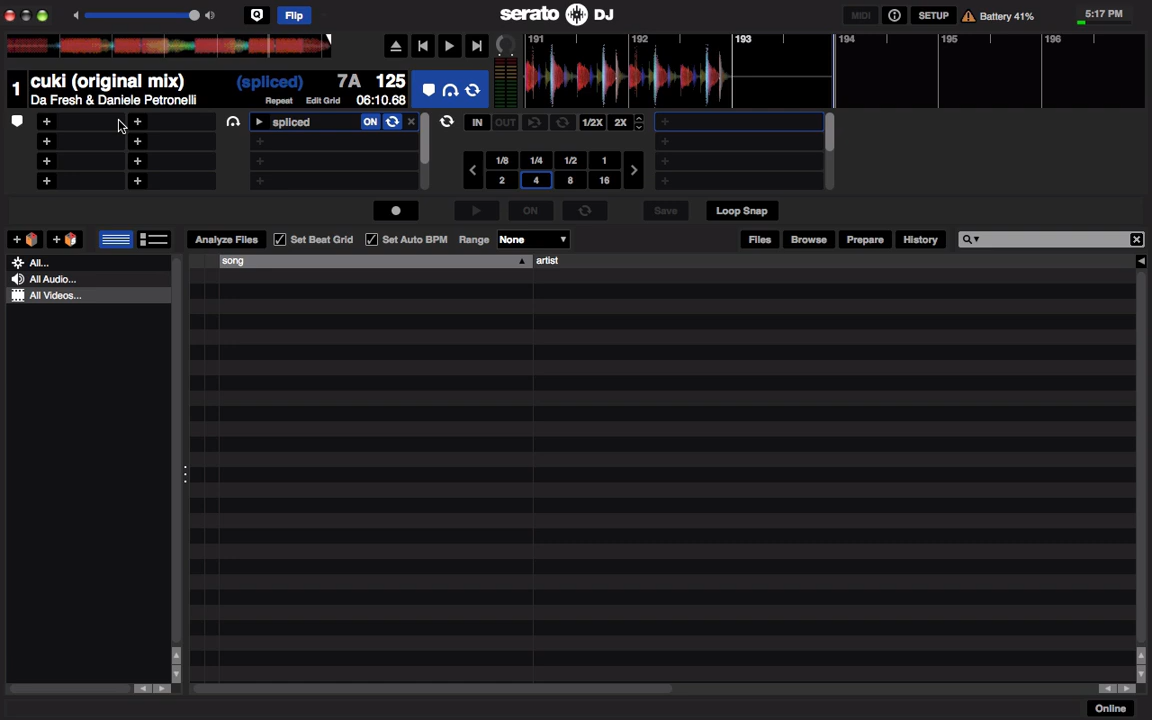 Flip
serato DJ
MIDI
SETUP
Battery 41%
5:17 PM
191
192
193
194
195
196
1
cuki (original mix)
(spliced)
7A
125
Da Fresh & Daniele Petronelli
Repeat
Edit Grid
06:10.68
spliced
ON
IN
OUT
1/2X
2X
1/8
1/4
1/2
1
2
4
8
16
ON
Save
Loop Snap
Analyze Files
Set Beat Grid
Set Auto BPM
Range
None
Files
Browse
Prepare
History
All...
All Audio...
All Videos...
song
artist
Online